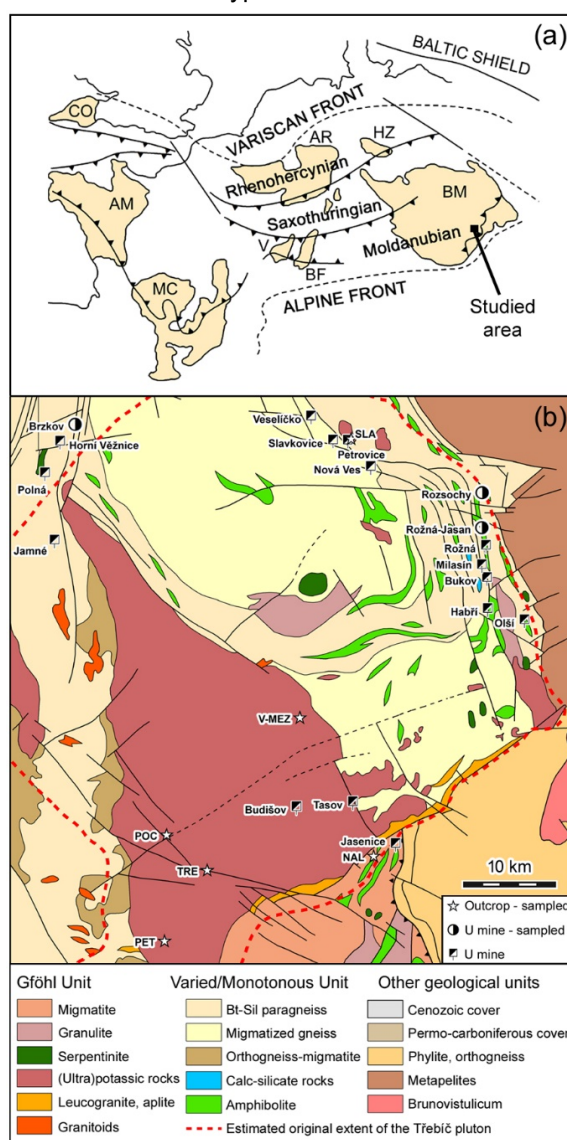 (a)
BALTIC SHIELD
VARISCAN FRONT
CO
AR
HZ
Rhenohercynian
AM
BM
Saxothuringian
V
Moldanubian
BF
MC
ALPINE FRONT
Studied
area
(b)
Brzkov
Veselíčko
Horní Věžnice
Slavkovice
SLA
Petrovice
Nová Ves
Polná
Rozsochy
Rožná-Jasan
Jamné
Rožná
Milasín
Bukov
Habří
Olší
V-MEZ
Budišov
Tasov
POC
Jasenice
TRE
NAL
10 km
PET
Outcrop - sampled
U mine - sampled
U mine
Gföhl Unit
Migmatite
Granulite
Serpentinite
(Ultra)potassic rocks
Leucogranite, aplite
Granitoids
Varied/Monotonous Unit
Bt-Sil paragneiss
Migmatized gneiss
Orthogneiss-migmatite
Calc-silicate rocks
Amphibolite
Estimated original extent of the Třebíč pluton
Other geological units
Cenozoic cover
Permo-carboniferous cover
Phylite, orthogneiss
Metapelites
Brunovistulicum